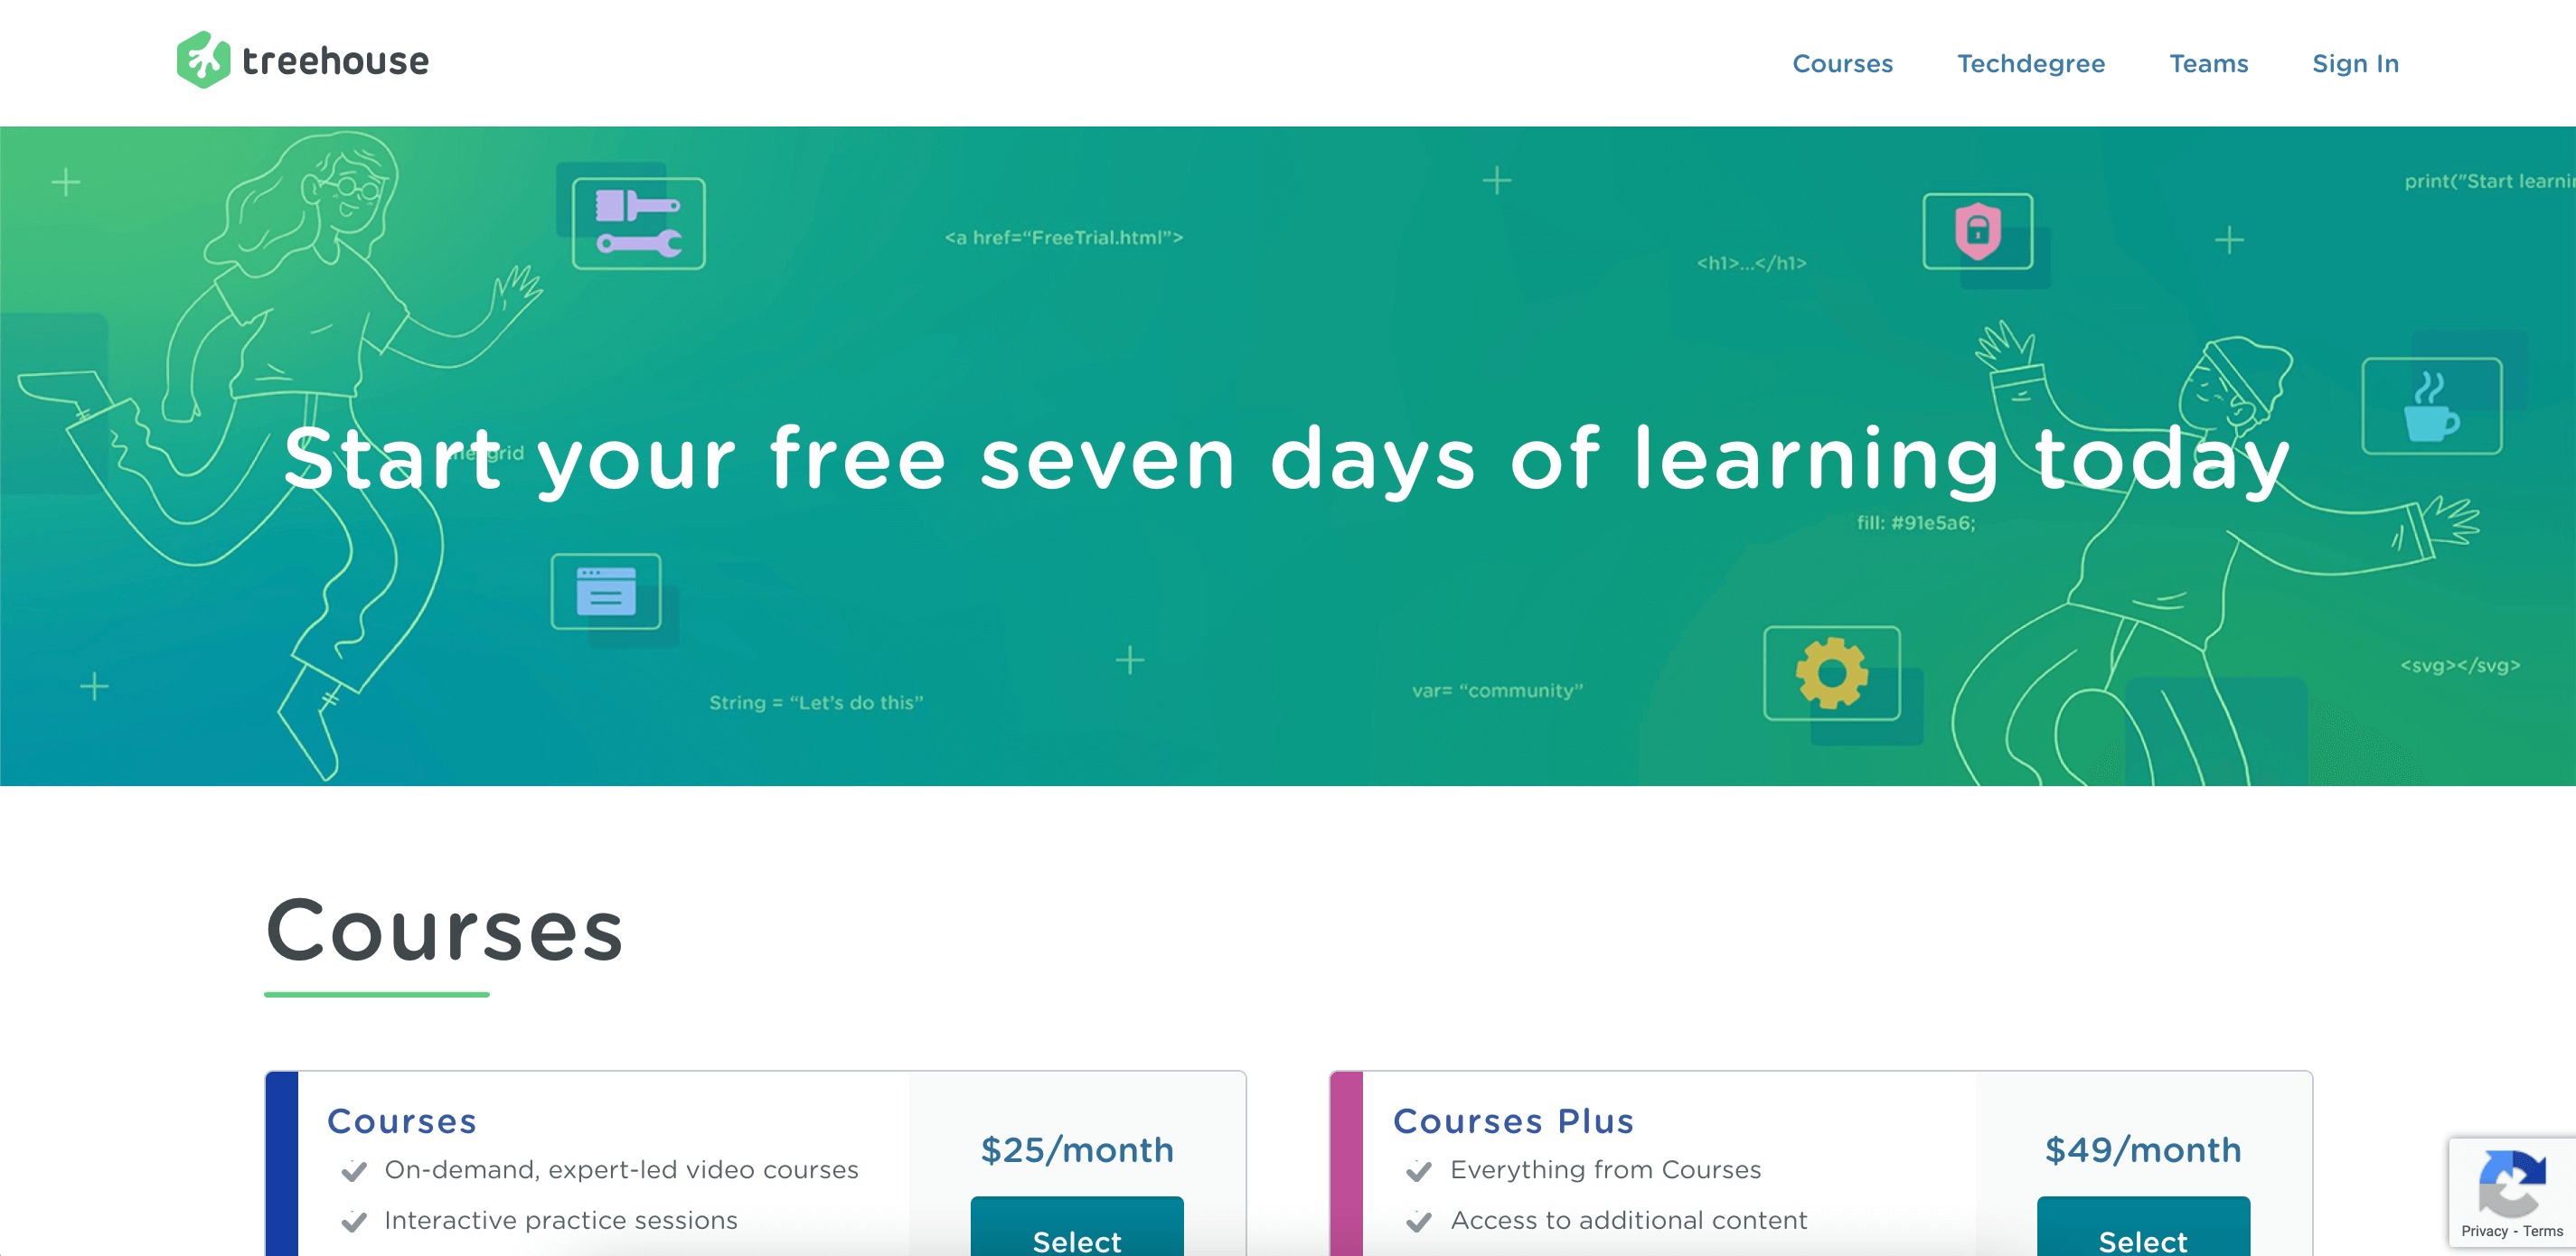 treehouse
Courses
Techdegree
Teams
Sign In
print("Start learnin
<a href=“FreeTrial.html”>
<h1>...</h1>
Start your free seven days of learning today
grid
fill: #91e5a6;
<svg></svg>
var= “community”
String = “Let’s do this”
Courses
Courses
$25/month
On-demand, expert-led video courses
Interactive practice sessions
Select
Courses Plus
$49/month
Everything from Courses
Access to additional content
Select
Privacy - Terms